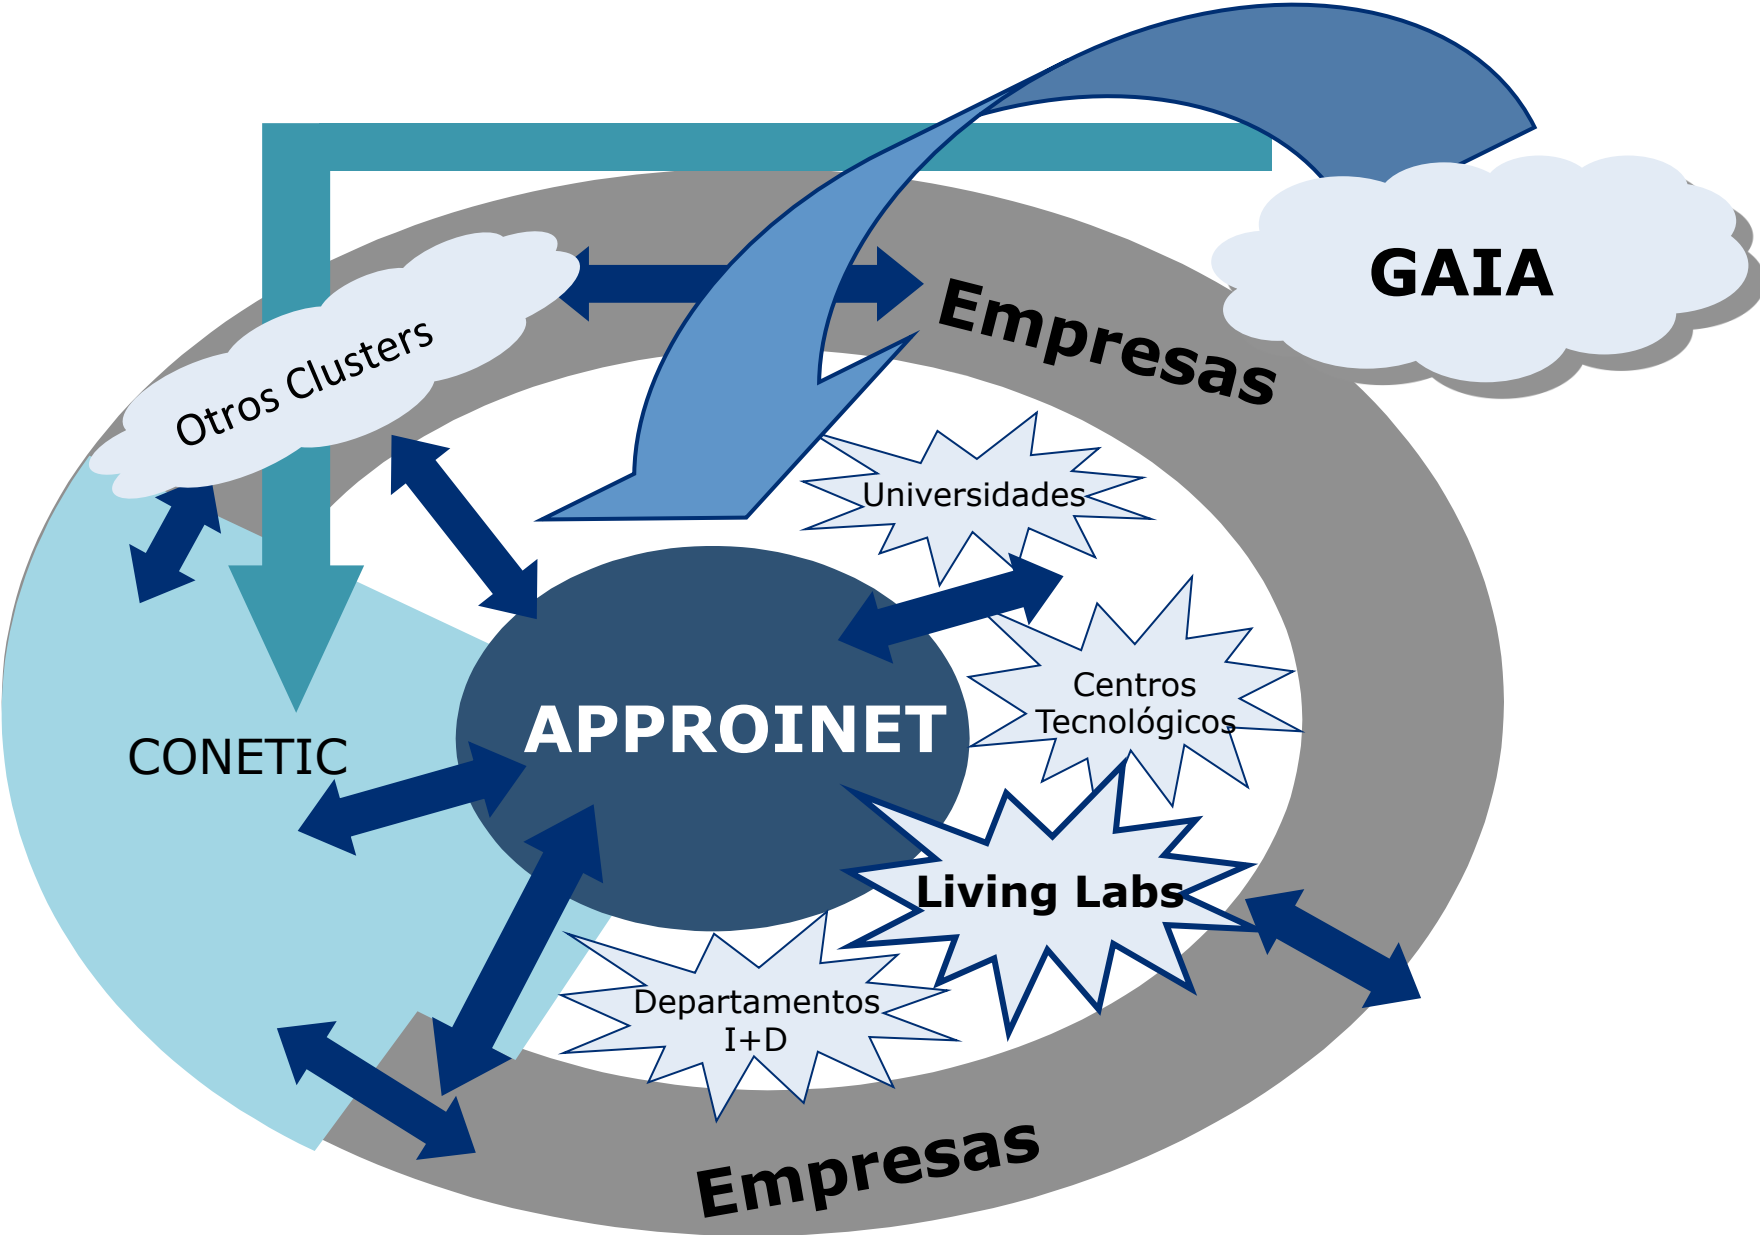 GAIA
Empresas
Otros Clusters
Universidades
Centros
Tecnológicos
APPROINET
CONETIC
Living Labs
Departamentos
I+D
Empresas